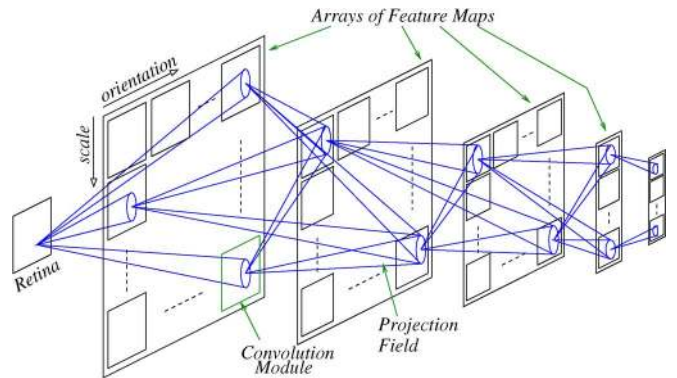 Arrays of Feature Maps
orientation
scale
Retina
Projection
Field
Convolution
Module